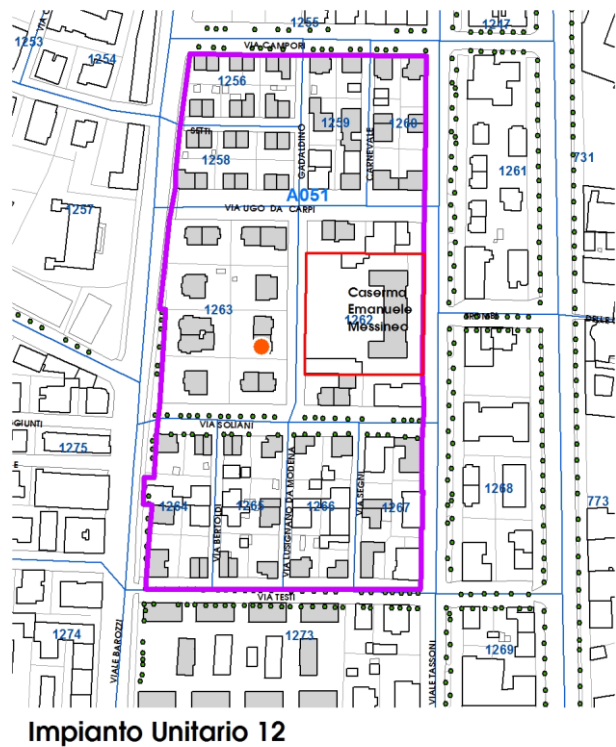 1255
1247
VIA CAMPORI
1253
1254
1256
SETTI
1258
GADALDINO
1259
CARNEVALE
1260
1261
731
1257
A051
VIA UGO DA CARPI
1263
Caserma
Emanuele
Messineo
1262
VIA SOLIANI
GIUNTI
1275
E
1264
VIA BERTOLDI
1265
VIA LUSIGNANO DA MODENA
1266
VIA SEGNI
1267
1268
773
VIA TESTI
1274
VIALE BAROZZI
1273
VIALE TASSONI
1269
Impianto Unitario 12